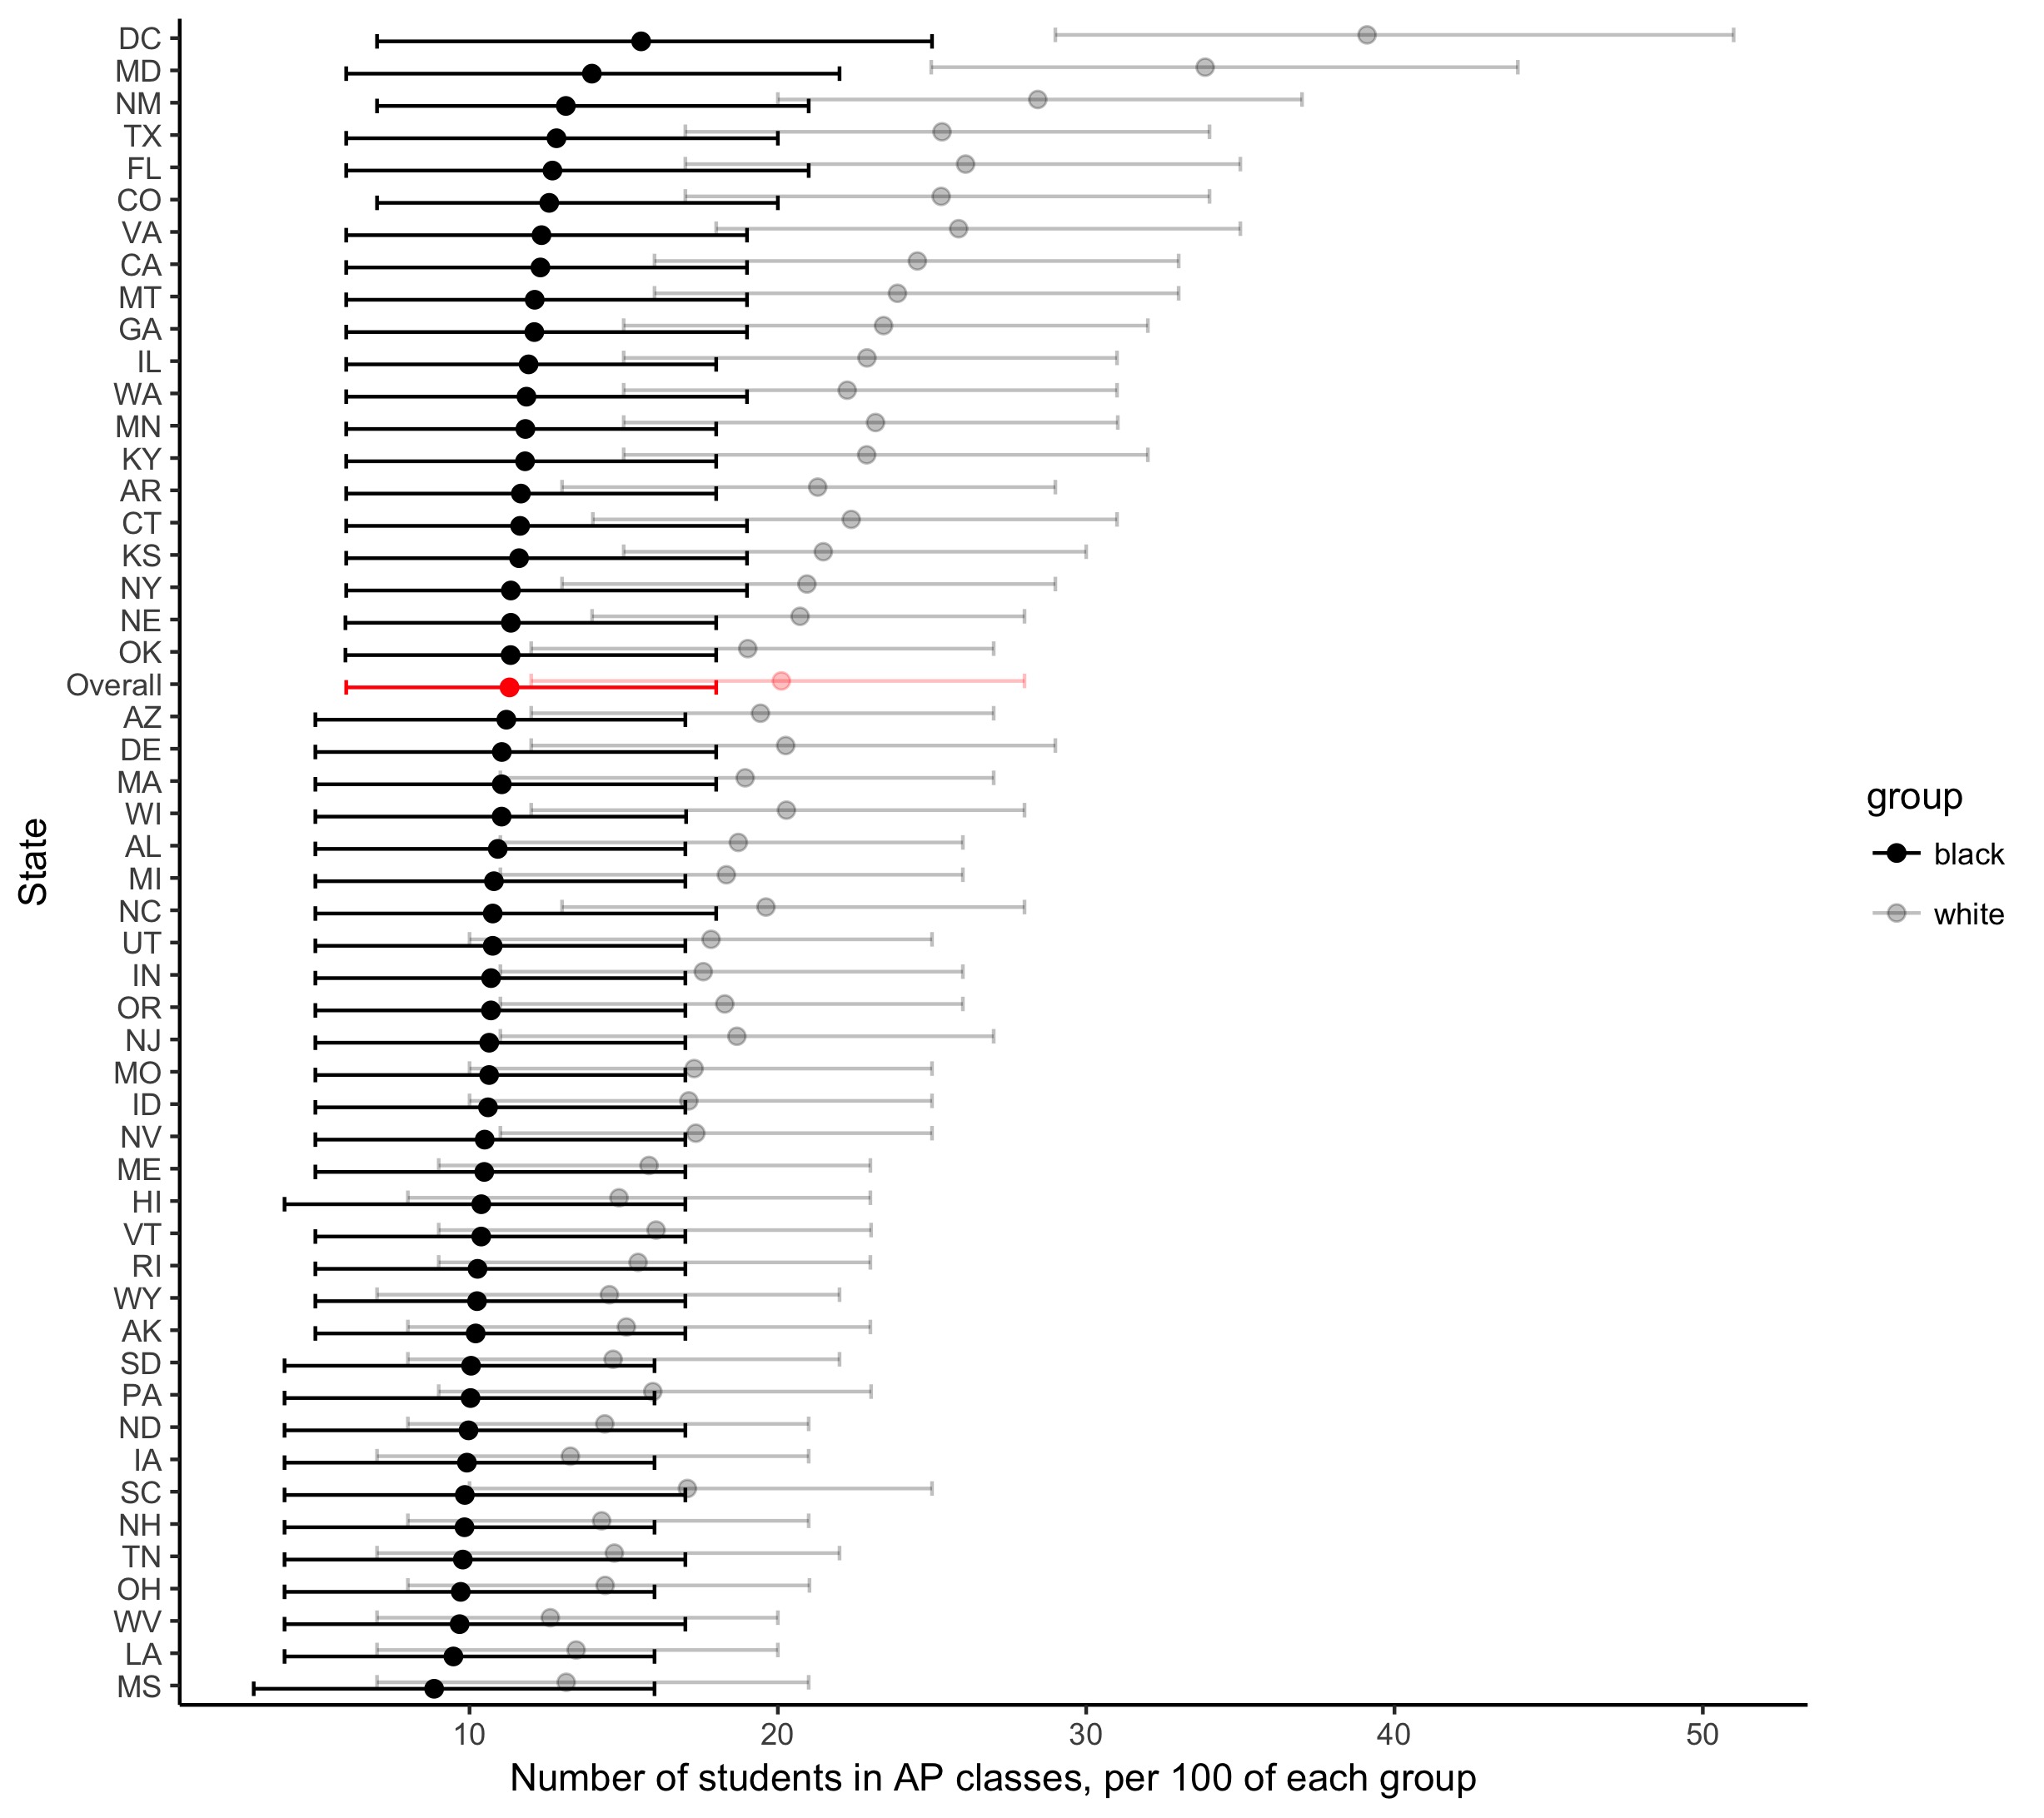 State
DC
MD
NM
TX
FL
CO
VA
CA
MT
GA
IL
WA
MN
KY
AR
CT
KS
NY
NE
OK
Overall
AZ
DE
MA
WI
AL
MI
NC
UT
IN
OR
NJ
MO
ID
NV
ME
HI
VT
RI
WY
AK
SD
PA
ND
IA
SC
NH
TN
OH
WV
LA
MS
10 20 30 40 50
Number of students in AP classes, per 100 of each group
group
black
white